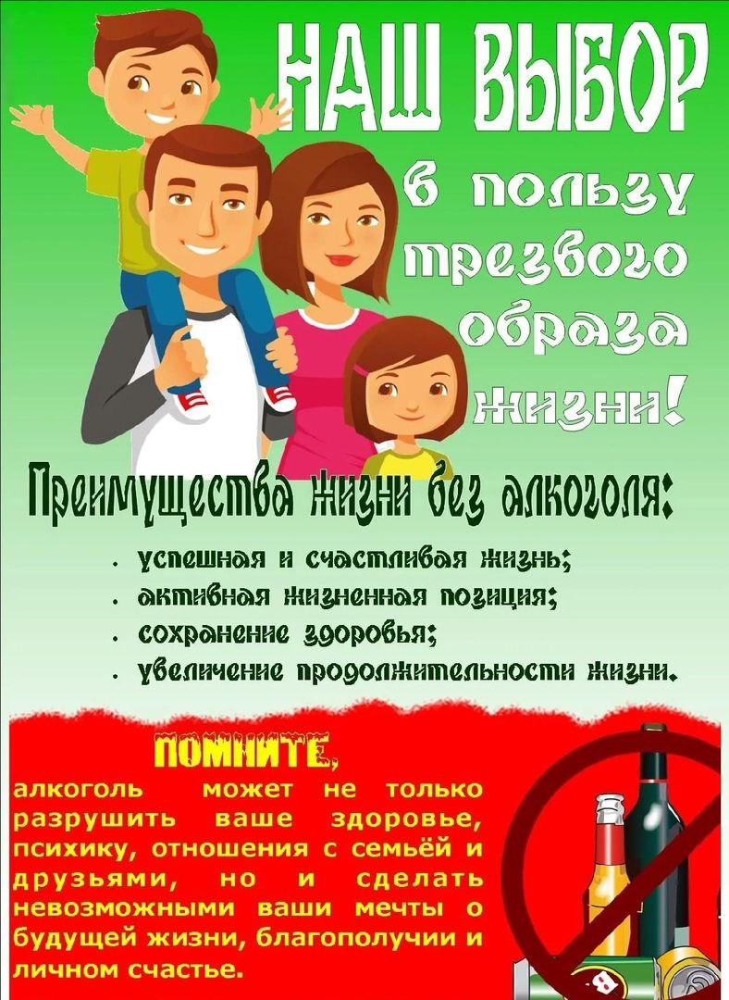 НАШ ВЫБОР
в пользу
трезвого
образа
жизни!
Преимущества жизни без алкоголя:
• успешная и счастливая жизнь;
• активная жизненная позиция;
• сохранение здоровья;
• увеличение продолжительности жизни.
ПОМНИТЕ,
алкоголь может не только
разрушить ваше здоровье,
психику, отношения с семьёй и
друзьями, но и сделать
невозможными ваши мечты о
будущей жизни, благополучии и
личном счастье.